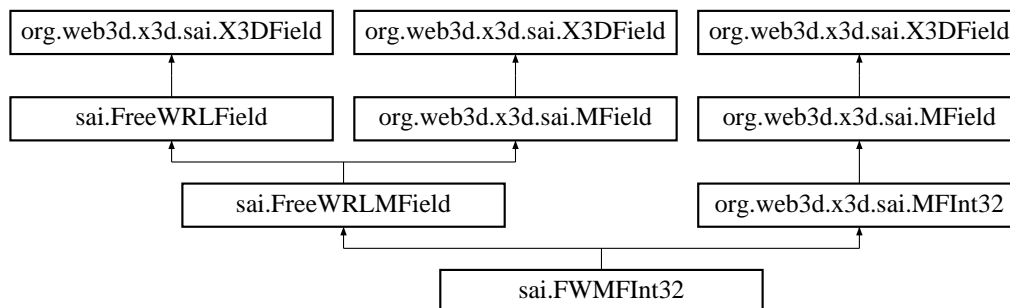 org.web3d.x3d.sai.X3DField
org.web3d.x3d.sai.X3DField
org.web3d.x3d.sai.X3DField
sai.FreeWRLField
org.web3d.x3d.sai.MField
org.web3d.x3d.sai.MField
sai.FreeWRLMField
org.web3d.x3d.sai.MFInt32
sai.FWMFInt32